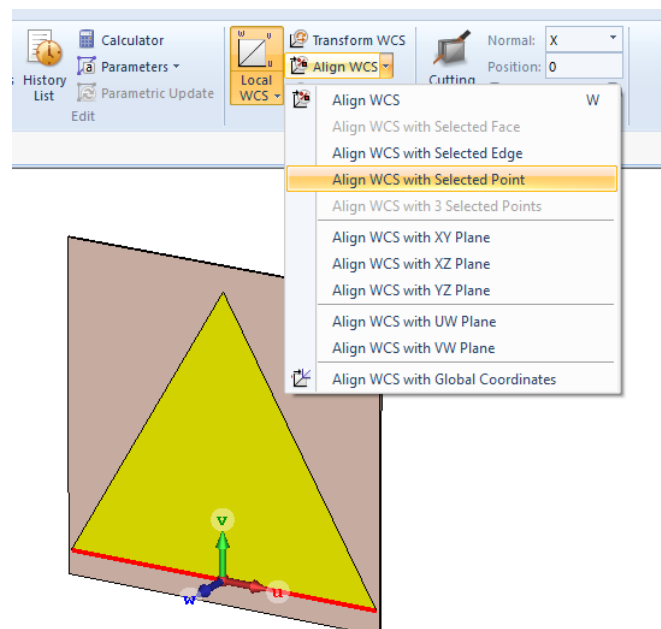 Calculator
Parameters
Parametric Update
History
List
Edit
w
u
Local
WCS
Transform WCS
Align WCS
Cutting
Normal: X
Position: 0
Align WCS W
Align WCS with Selected Face
Align WCS with Selected Edge
Align WCS with Selected Point
Align WCS with 3 Selected Points
Align WCS with XY Plane
Align WCS with XZ Plane
Align WCS with YZ Plane
Align WCS with UW Plane
Align WCS with VW Plane
Align WCS with Global Coordinates
v
u
w